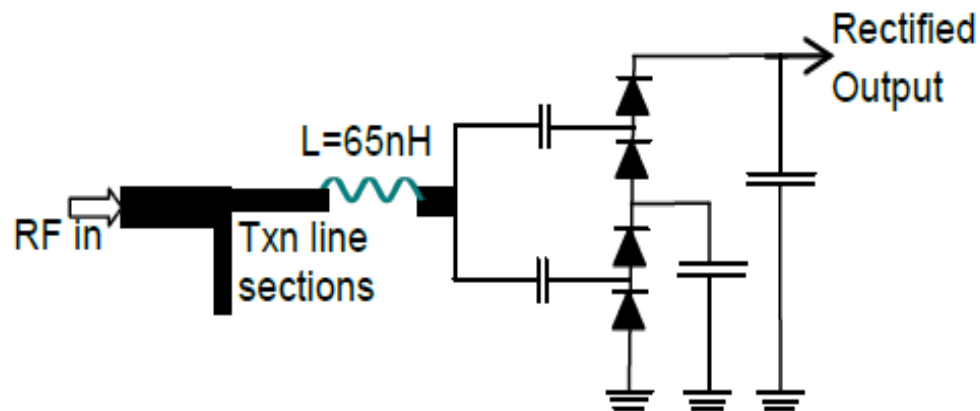 Rectified
Output
L=65nH
RF in
Txn line
sections